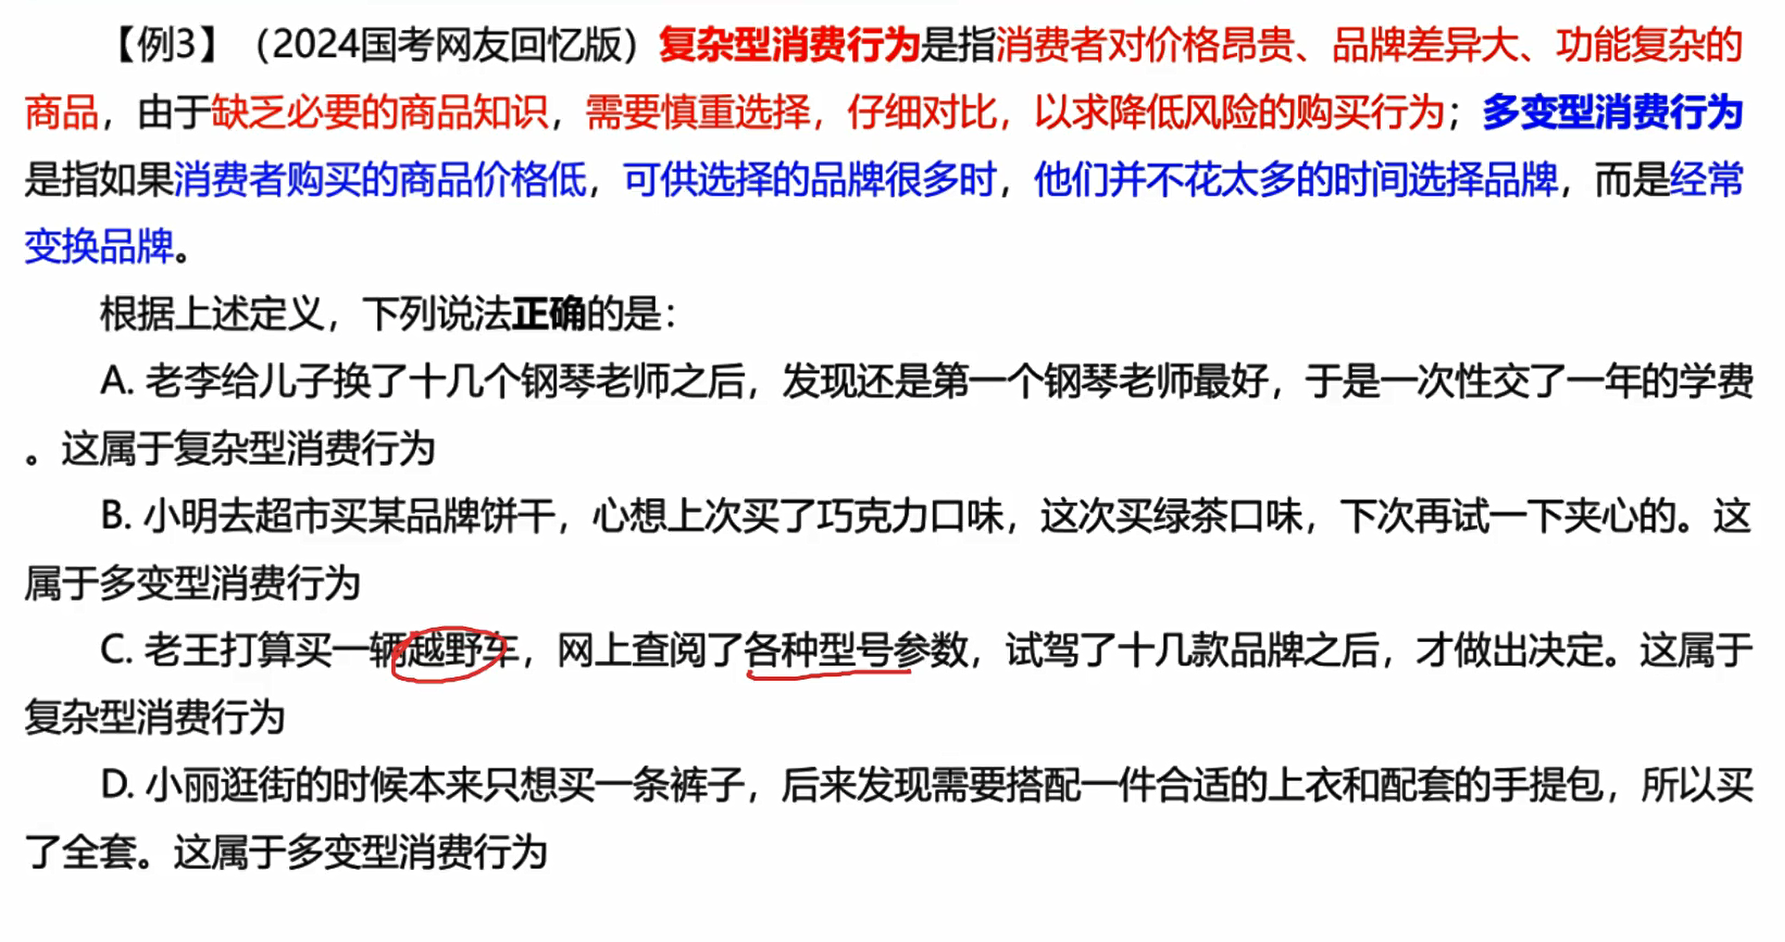 【例3】（2024国考网友回忆版）复杂型消费行为是指消费者对价格昂贵、品牌差异大、功能复杂的
商品，由于缺乏必要的商品知识，需要慎重选择，仔细对比，以求降低风险的购买行为；多变型消费行为
是指如果消费者购买的商品价格低，可供选择的品牌很多时，他们并不花太多的时间选择品牌，而是经常
变换品牌。
根据上述定义，下列说法正确的是：
A. 老李给儿子换了十几个钢琴老师之后，发现还是第一个钢琴老师最好，于是一次性交了一年的学费
。这属于复杂型消费行为
B. 小明去超市买某品牌饼干，心想上次买了巧克力口味，这次买绿茶口味，下次再试一下夹心的。这
属于多变型消费行为
C. 老王打算买一辆越野车，网上查阅了各种型号参数，试驾了十几款品牌之后，才做出决定。这属于
复杂型消费行为
D. 小丽逛街的时候本来只想买一条裤子，后来发现需要搭配一件合适的上衣和配套的手提包，所以买
了全套。这属于多变型消费行为